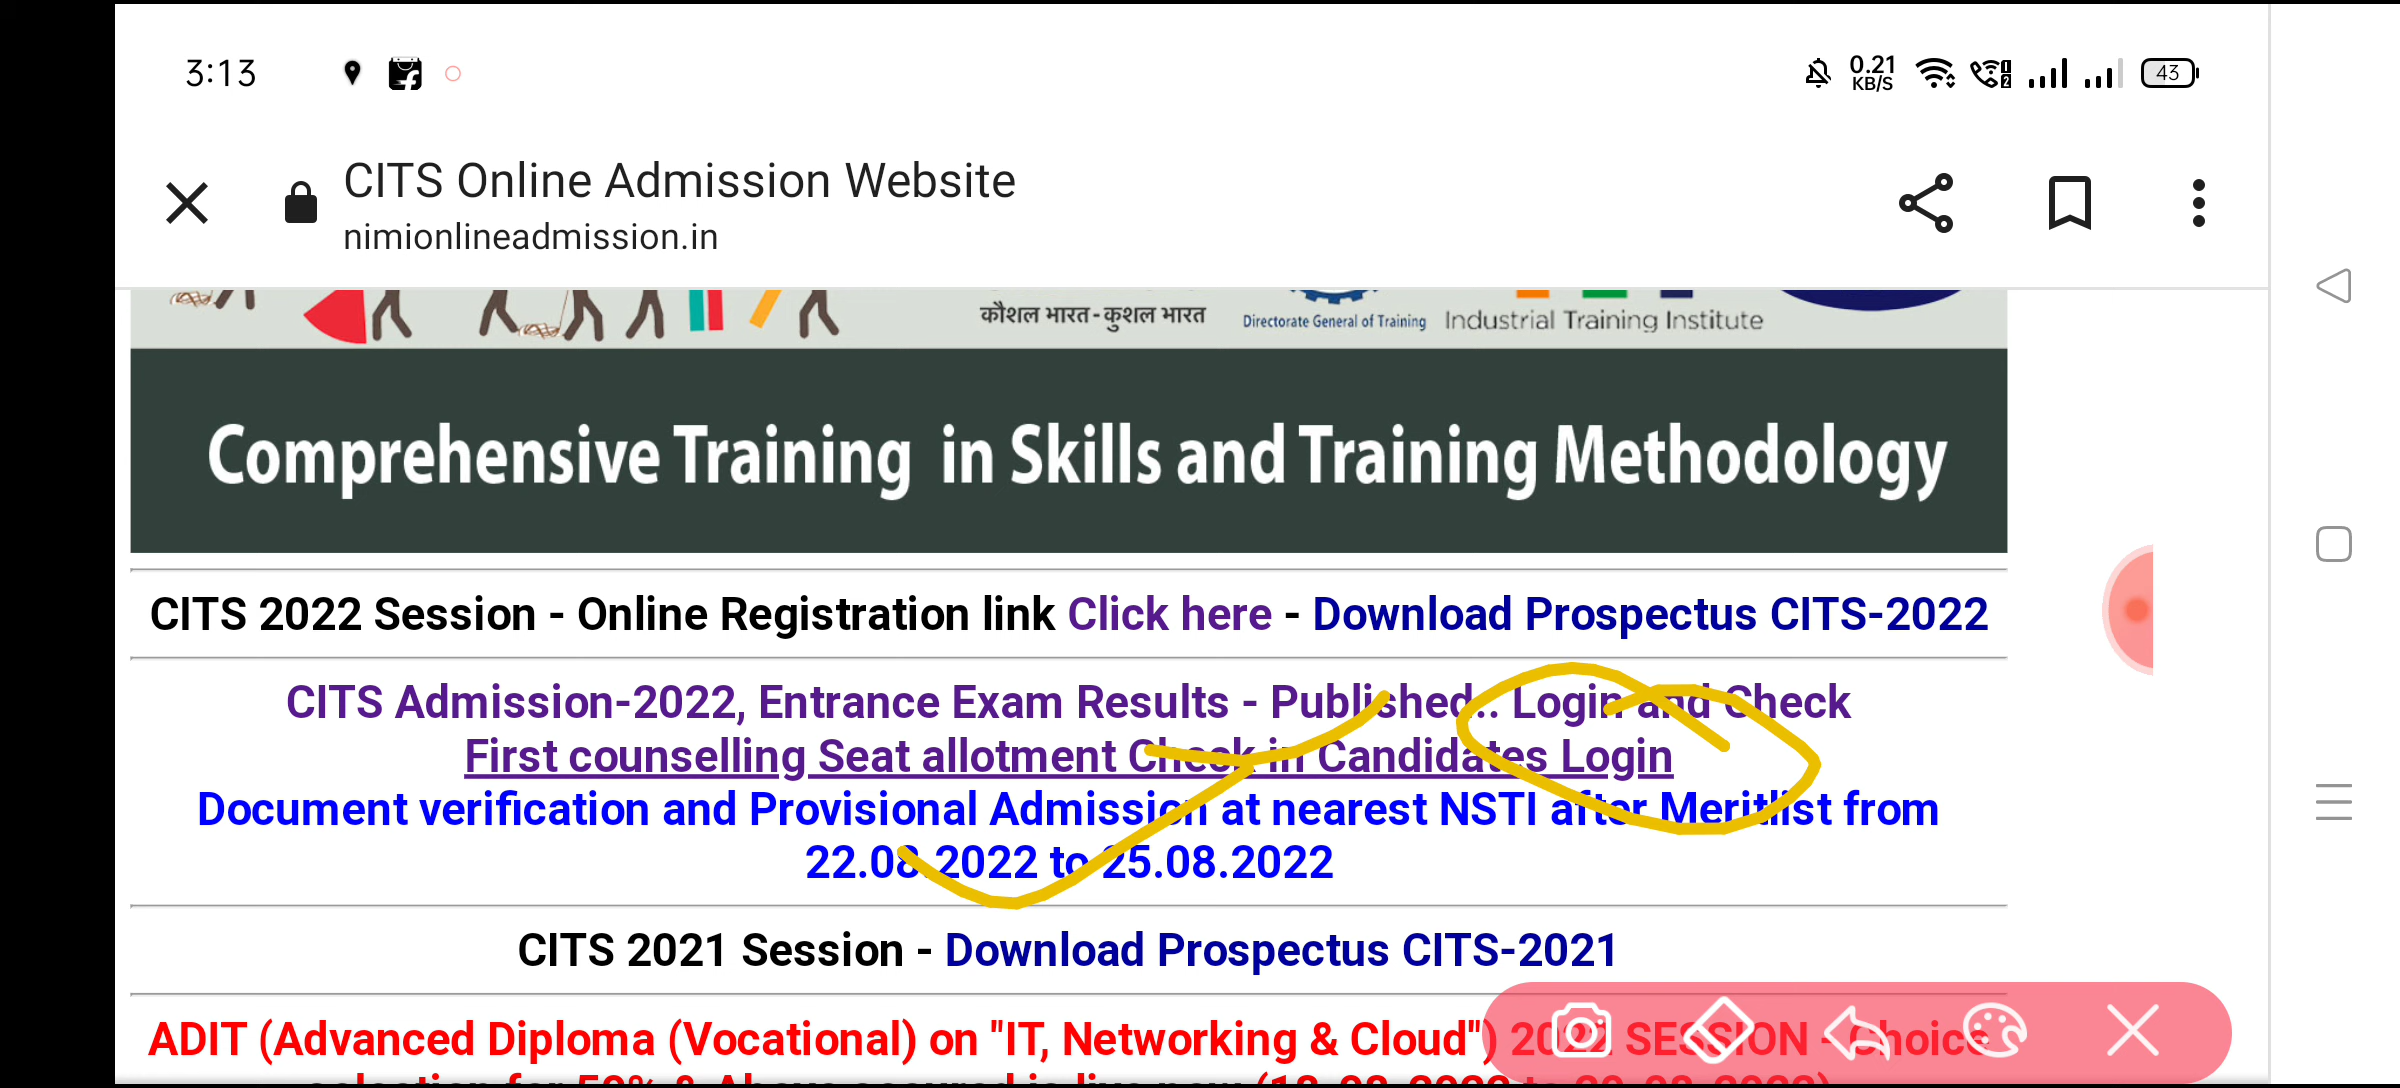 3:13
0.21
KB/S
43
CITS Online Admission Website
nimionlineadmission.in
कौशल भारत - कुशल भारत
Directorate General of Training
Industrial Training Institute
Comprehensive Training in Skills and Training Methodology
CITS 2022 Session - Online Registration link Click here - Download Prospectus CITS-2022
CITS Admission-2022, Entrance Exam Results - Published.. Login and Check
First counselling Seat allotment Check in Candidates Login
Document verification and Provisional Admission at nearest NSTI after Meritlist from
22.08.2022 to 25.08.2022
CITS 2021 Session - Download Prospectus CITS-2021
ADIT (Advanced Diploma (Vocational) on "IT, Networking & Cloud") 2022 SESSION - Choice